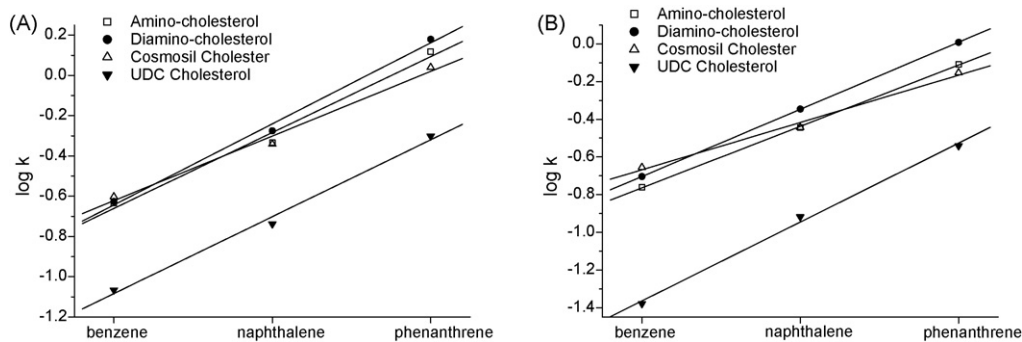 (A)
Amino-cholesterol
Diamino-cholesterol
Cosmosil Cholester
UDC Cholesterol
log k
0.2
0.0
-0.2
-0.4
-0.6
-0.8
-1.0
-1.2
benzene naphthalene phenanthrene
(B)
Amino-cholesterol
Diamino-cholesterol
Cosmosil Cholester
UDC Cholesterol
log k
0.0
-0.2
-0.4
-0.6
-0.8
-1.0
-1.2
-1.4
benzene naphthalene phenanthrene